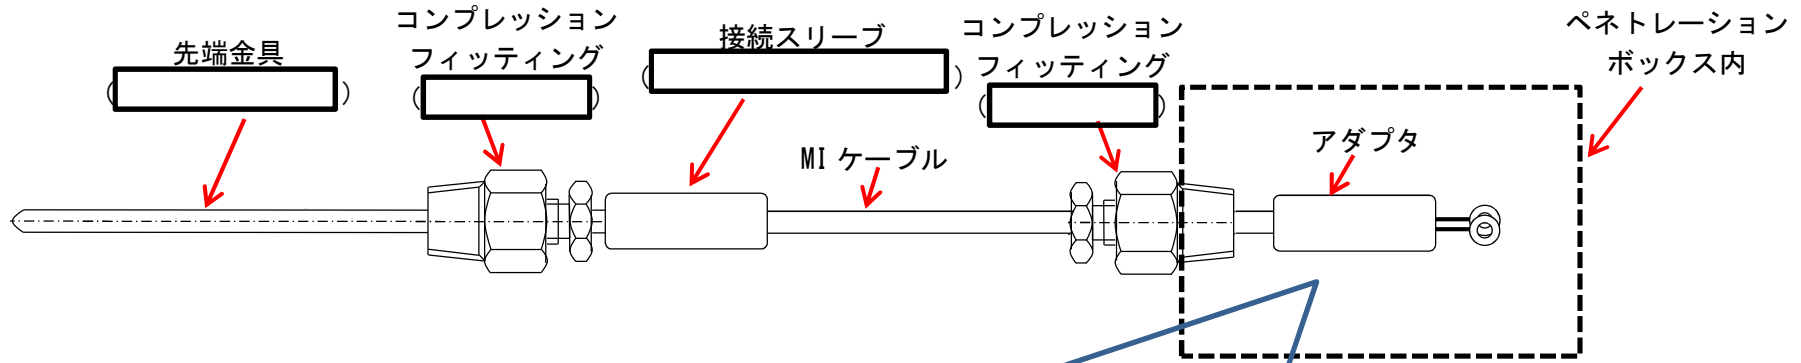 先端金具
コンプレッション
フィッティング
接続スリーブ
コンプレッション
フィッティング
ペネトレーション
ボックス内
MI ケーブル
アダプタ